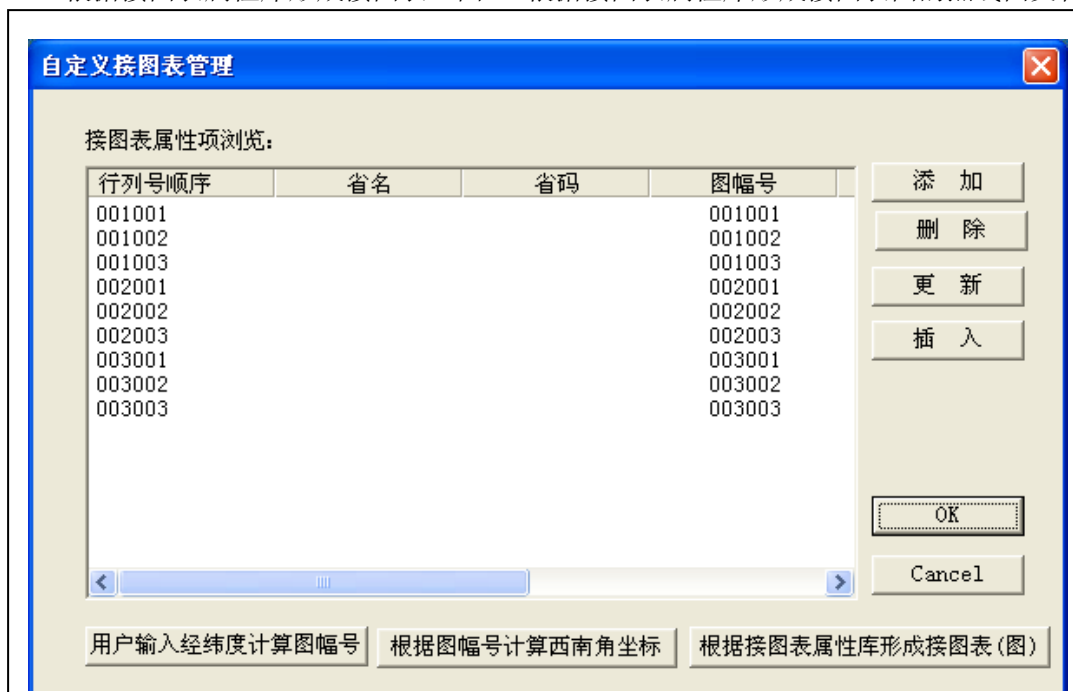 自定义接图表管理
接图表属性项浏览:
行列号顺序 省名 省码 图幅号
001001 001001
001002 001002
001003 001003
002001 002001
002002 002002
002003 002003
003001 003001
003002 003002
003003 003003
添 加
删 除
更 新
插 入
OK
Cancel
用户输入经纬度计算图幅号 根据图幅号计算西南角坐标 根据接图表属性库形成接图表(图)